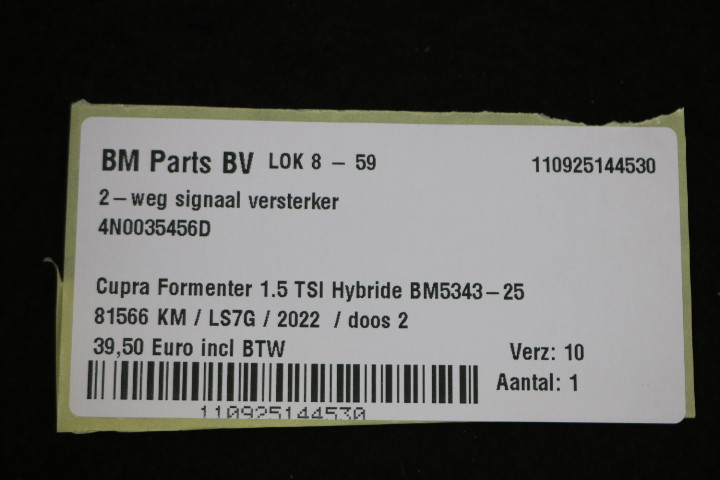 BM Parts BV LOK 8 - 59 110925144530
2-weg signaal versterker
4N0035456D
Cupra Formenter 1.5 TSI Hybride BM5343-25
81566 KM / LS7G / 2022 / doos 2
39,50 Euro incl BTW Verz: 10
Aantal: 1
110925144530